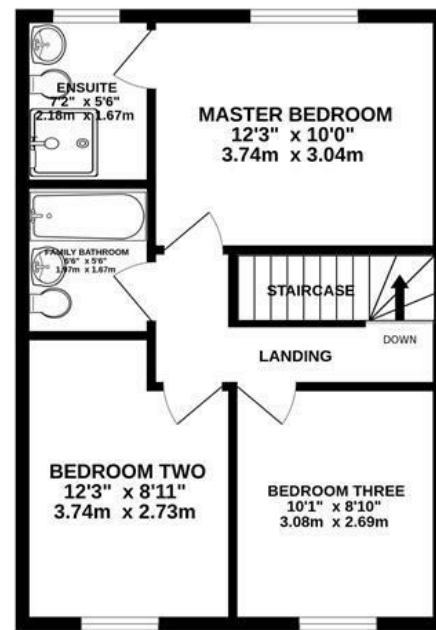 ENSUITE
7'2" x 5'6"
2.18m x 1.67m
MASTER BEDROOM
12'3" x 10'0"
3.74m x 3.04m
FAMILY BATHROOM
6'6" x 5'6"
1.97m x 1.67m
STAIRCASE
DOWN
LANDING
BEDROOM TWO
12'3" x 8'11"
3.74m x 2.73m
BEDROOM THREE
10'1" x 8'10"
3.08m x 2.69m